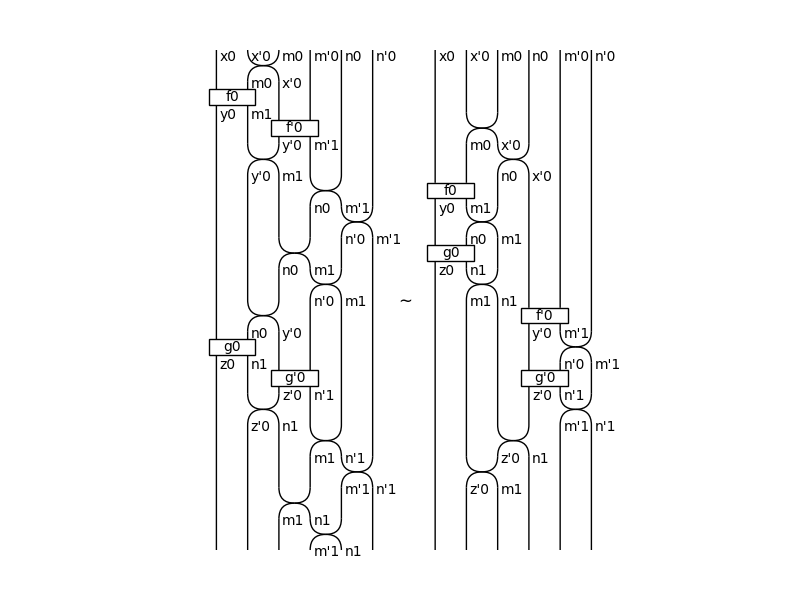 x0 x'0 m0 m'0 n0 n'0 x0 x'0 m0 n0 m'0 n'0
m0 x'0
f0
y0 m1
f'0
y'0 m'1 m0 x'0
y'0 m1 n0 x'0
f0
n0 m'1 y0 m1
n'0 m'1 n0 m1
g0
n0 m1 z0 n1
n'0 m1 ~ m1 n1
f'0
n0 y'0 y'0 m'1
g0
z0 n1 n'0 m'1
g'0 g'0
z'0 n'1 z'0 n'1
z'0 n1 m'1 n'1
m1 n'1 z'0 n1
m'1 n'1 z'0 m1
m1 n1
m'1 n1